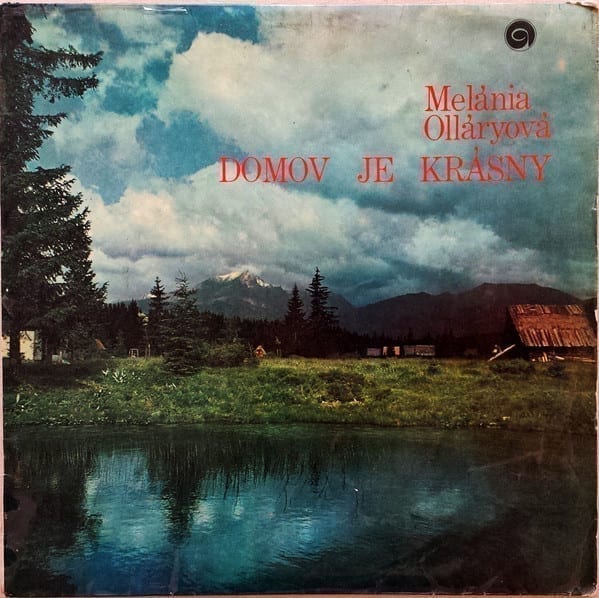 Melánia
Olláryová
DOMOV JE KRÁSNY